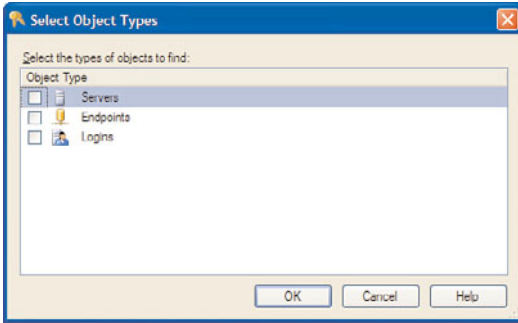 Select Object Types
Select the types of objects to find:
Object Type
Servers
Endpoints
Logins
OK Cancel Help